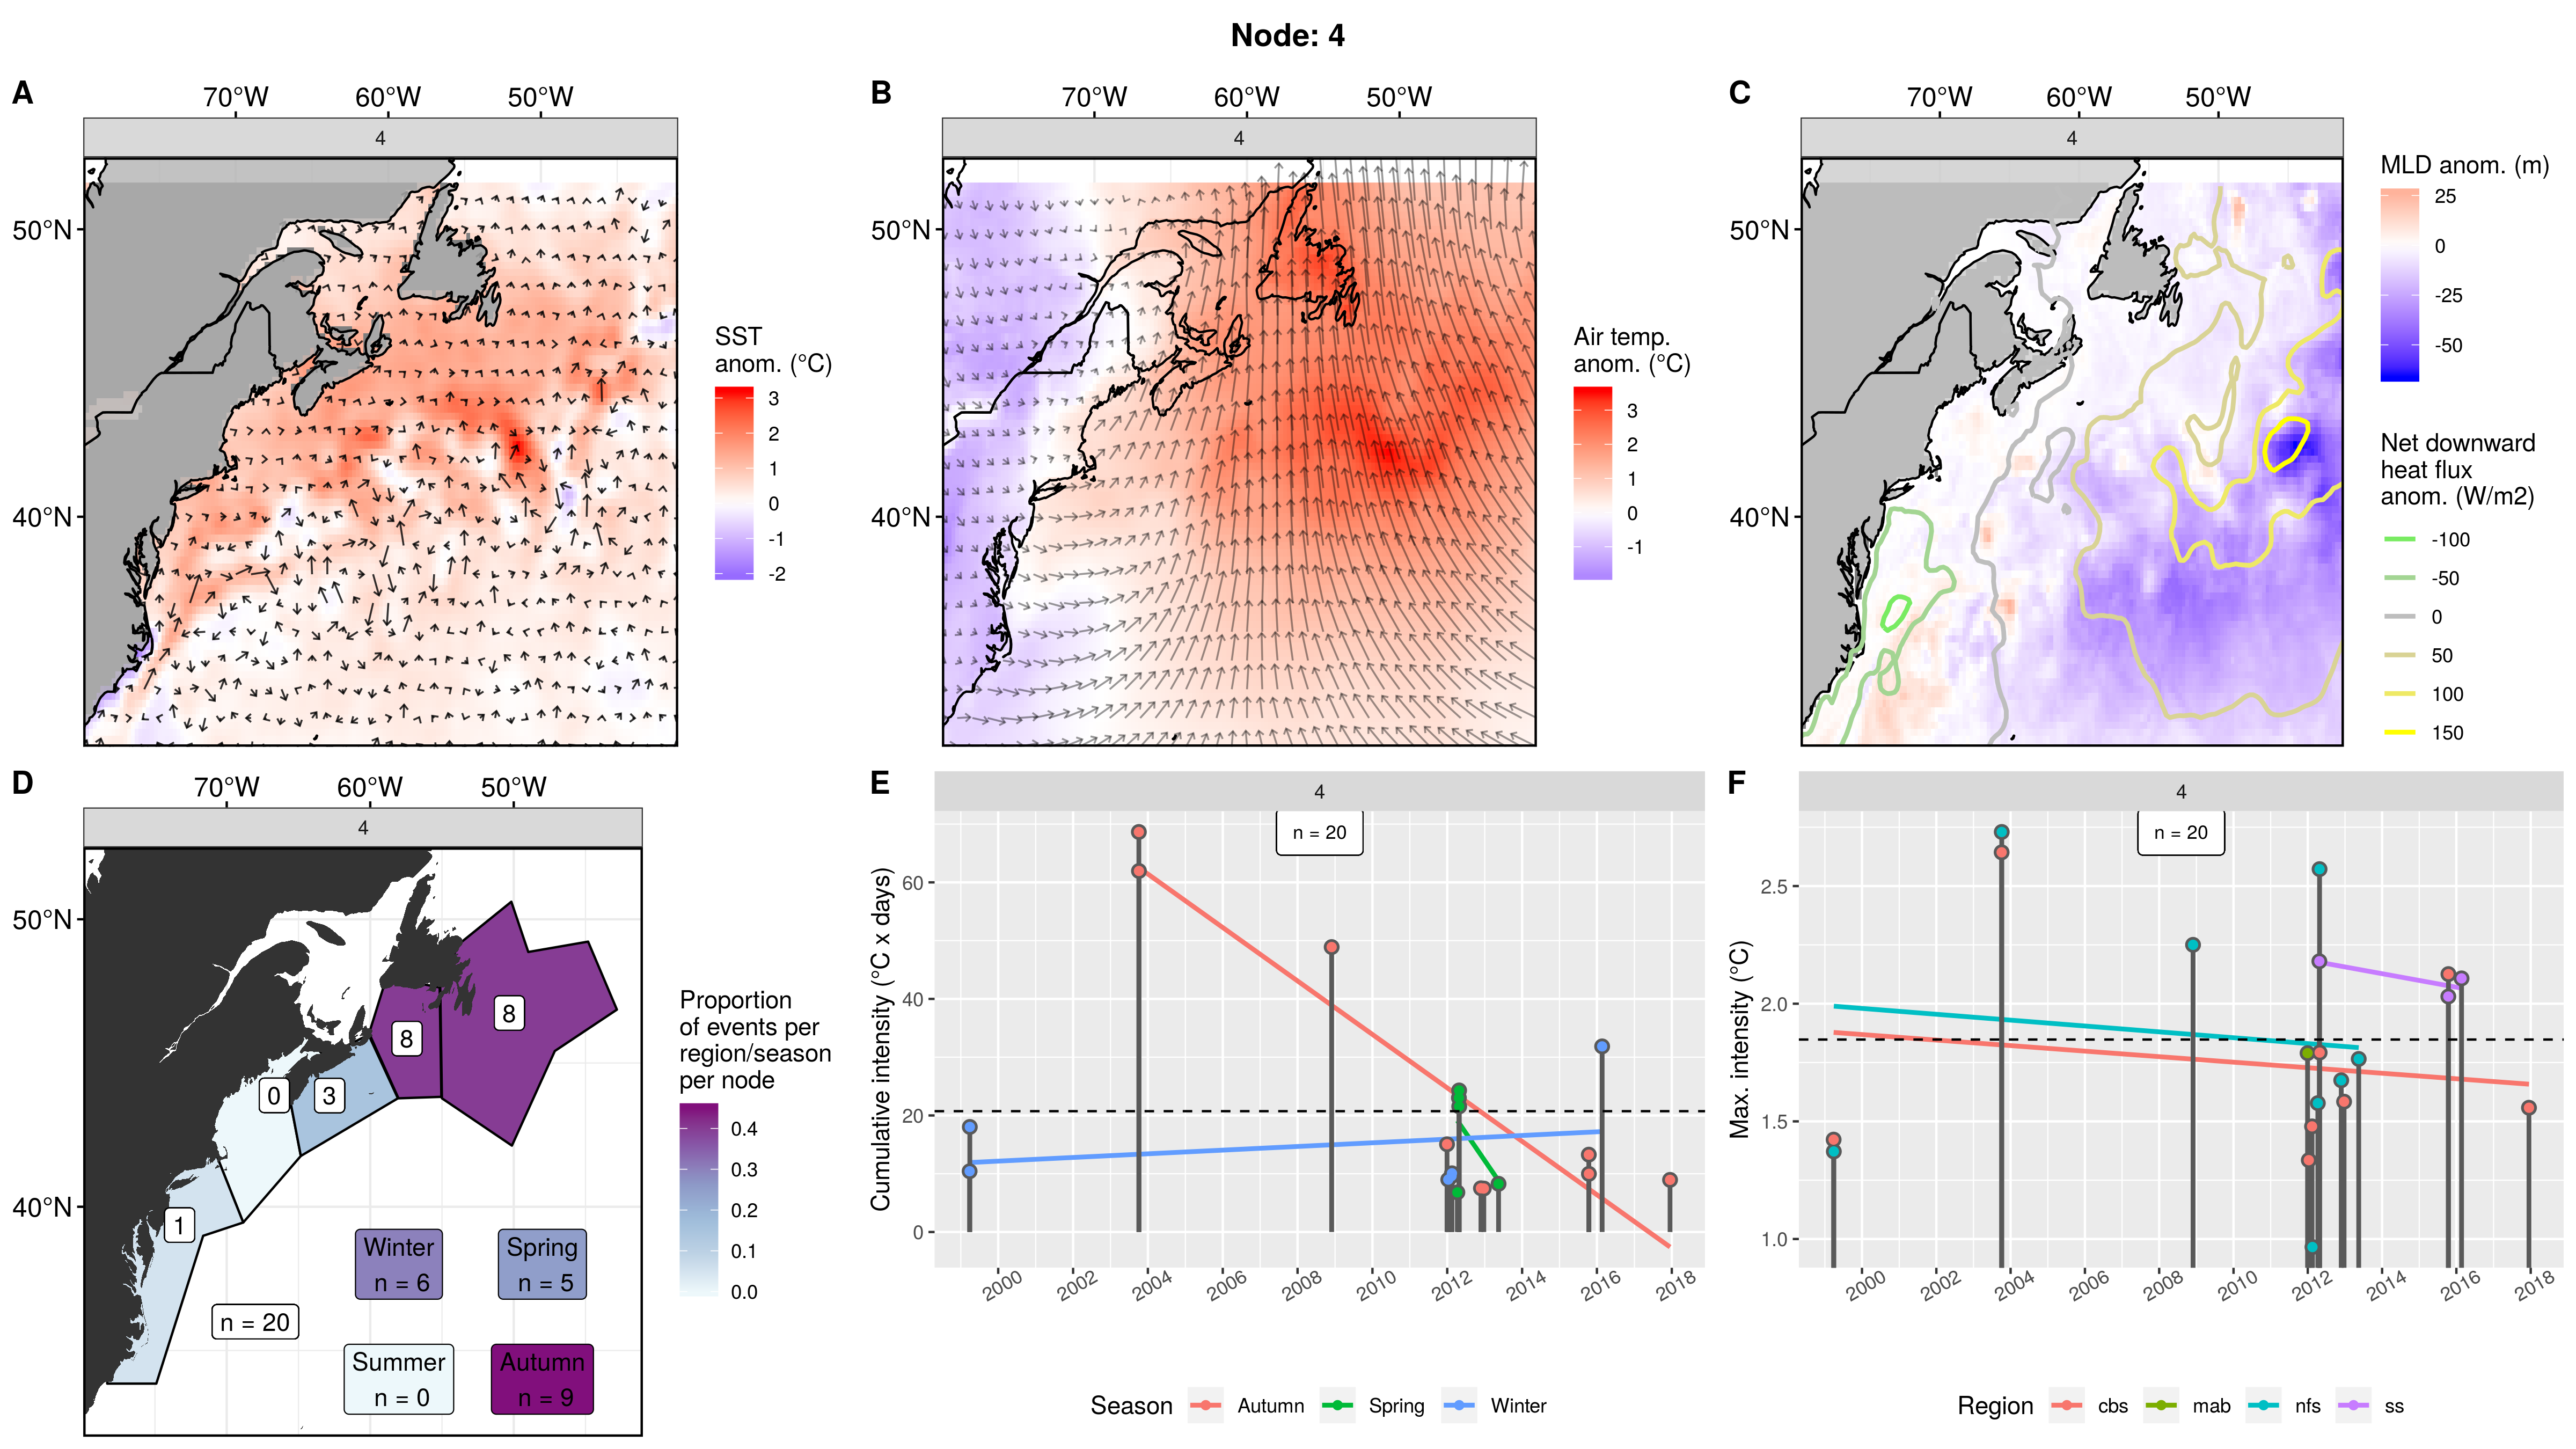 Node: 4
A
70°W 60°W 50°W
4
50°N
40°N
SST
anom. (°C)
3
2
1
0
-1
-2
B
70°W 60°W 50°W
4
50°N
40°N
Air temp.
anom. (°C)
3
2
1
0
-1
C
70°W 60°W 50°W
4
50°N
40°N
MLD anom. (m)
25
0
-25
-50
Net downward
heat flux
anom. (W/m2)
-100
-50
0
50
100
150
D
70°W 60°W 50°W
4
50°N
40°N
8
8
0
3
1
Winter
n = 6
Spring
n = 5
n = 20
Summer
n = 0
Autumn
n = 9
Proportion
of events per
region/season
per node
0.4
0.3
0.2
0.1
0.0
E
4
n = 20
Cumulative intensity (°C x days)
60
40
20
0
2000 2002 2004 2006 2008 2010 2012 2014 2016 2018
Season Autumn Spring Winter
F
4
n = 20
Max. intensity (°C)
2.5
2.0
1.5
1.0
2000 2002 2004 2006 2008 2010 2012 2014 2016 2018
Region cbs mab nfs ss